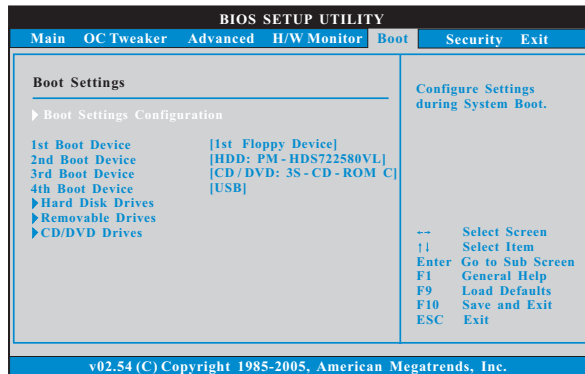 BIOS SETUP UTILITY
Main OC Tweaker Advanced H/W Monitor Boot Security Exit
Boot Settings
Boot Settings Configuration
1st Boot Device [1st Floppy Device]
2nd Boot Device [HDD: PM-HDS722580VL]
3rd Boot Device [CD/DVD: 3S-CD-ROM C]
4th Boot Device [USB]
Hard Disk Drives
Removable Drives
CD/DVD Drives
Configure Settings
during System Boot.
←→ Select Screen
↑↓ Select Item
Enter Go to Sub Screen
F1 General Help
F9 Load Defaults
F10 Save and Exit
ESC Exit
v02.54 (C) Copyright 1985-2005, American Megatrends, Inc.